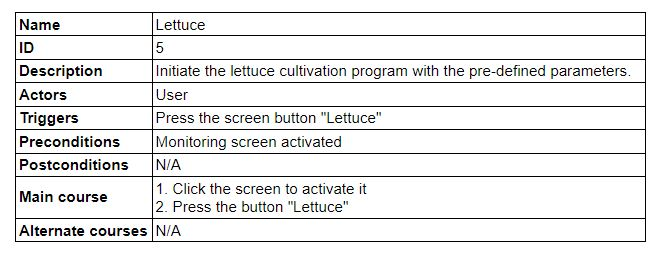 Name Lettuce
ID 5
Description Initiate the lettuce cultivation program with the pre-defined parameters.
Actors User
Triggers Press the screen button "Lettuce"
Preconditions Monitoring screen activated
Postconditions N/A
Main course 1. Click the screen to activate it
2. Press the button "Lettuce"
Alternate courses N/A